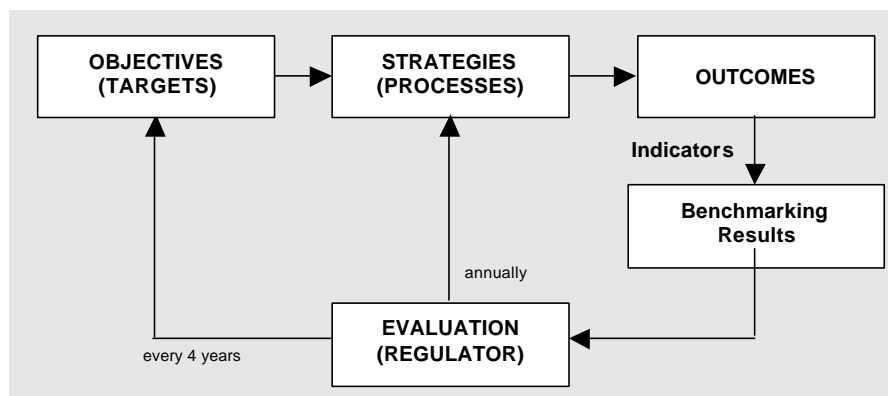 OBJECTIVES
(TARGETS)
STRATEGIES
(PROCESSES)
OUTCOMES
Indicators
Benchmarking
Results
annually
EVALUATION
(REGULATOR)
every 4 years